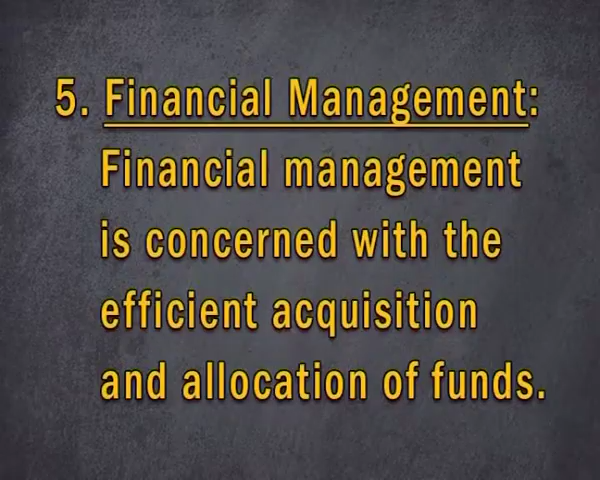 5. Financial Management:
Financial management
is concerned with the
efficient acquisition
and allocation of funds.